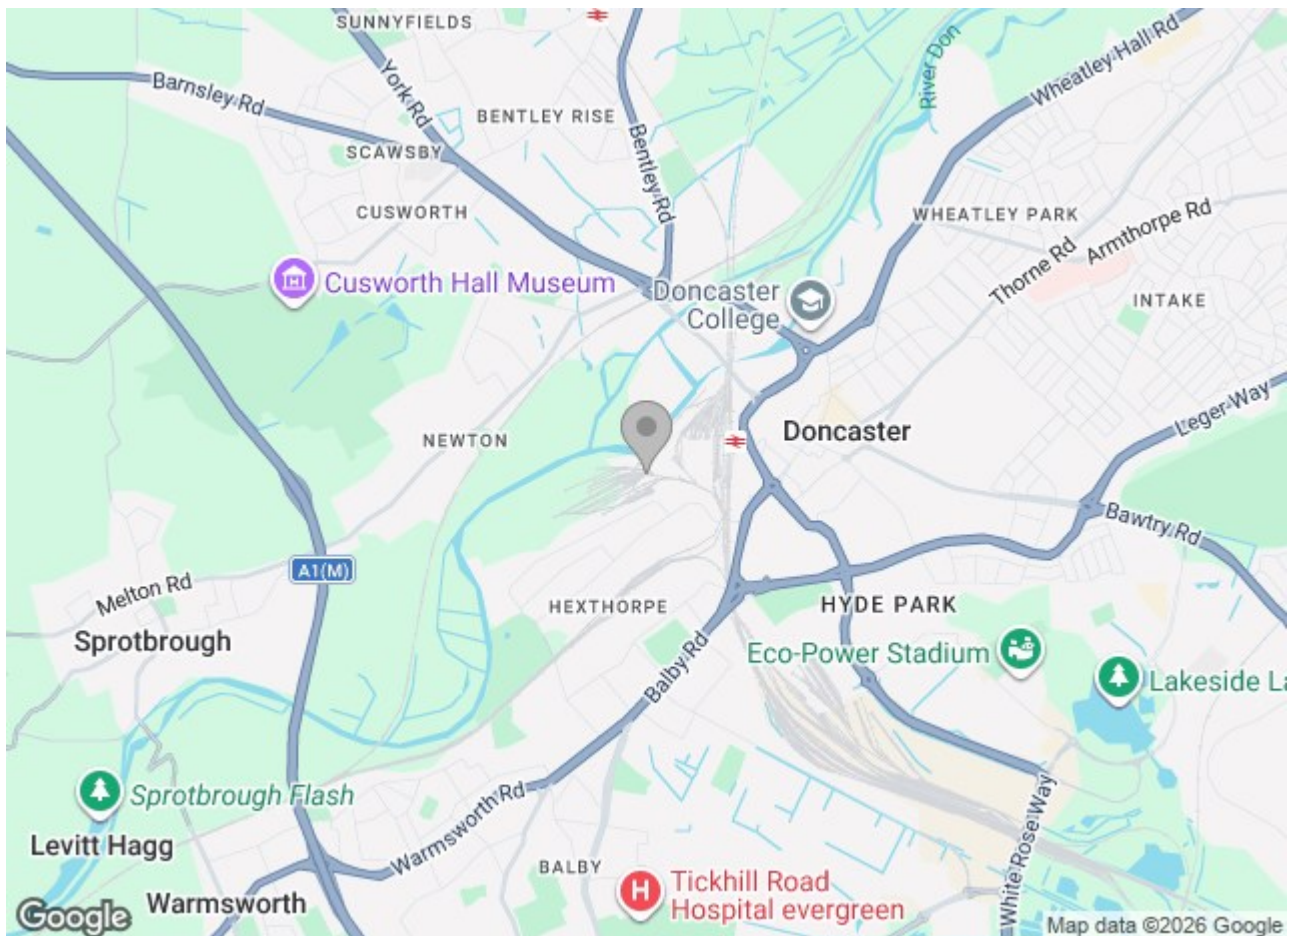 SUNNYFIELDS
Barnsley Rd
York Rd
BENTLEY RISE
SCAWSBY
Bentley Rd
River Don
Wheatley Hall Rd
CUSWORTH
WHEATLEY PARK
Armthorpe Rd
Thorne Rd
INTAKE
Cusworth Hall Museum
Doncaster
College
Leger Way
NEWTON
Doncaster
Bawtry Rd
A1(M)
Melton Rd
Sprotbrough
HEXTHORPE
HYDE PARK
Balby Rd
Eco-Power Stadium
Lakeside La
Sprotbrough Flash
Levitt Hagg
Warmsworth Rd
White Rose Way
BALBY
Warmsworth
H
Tickhill Road
Hospital evergreen
Google
Map data ©2026 Google